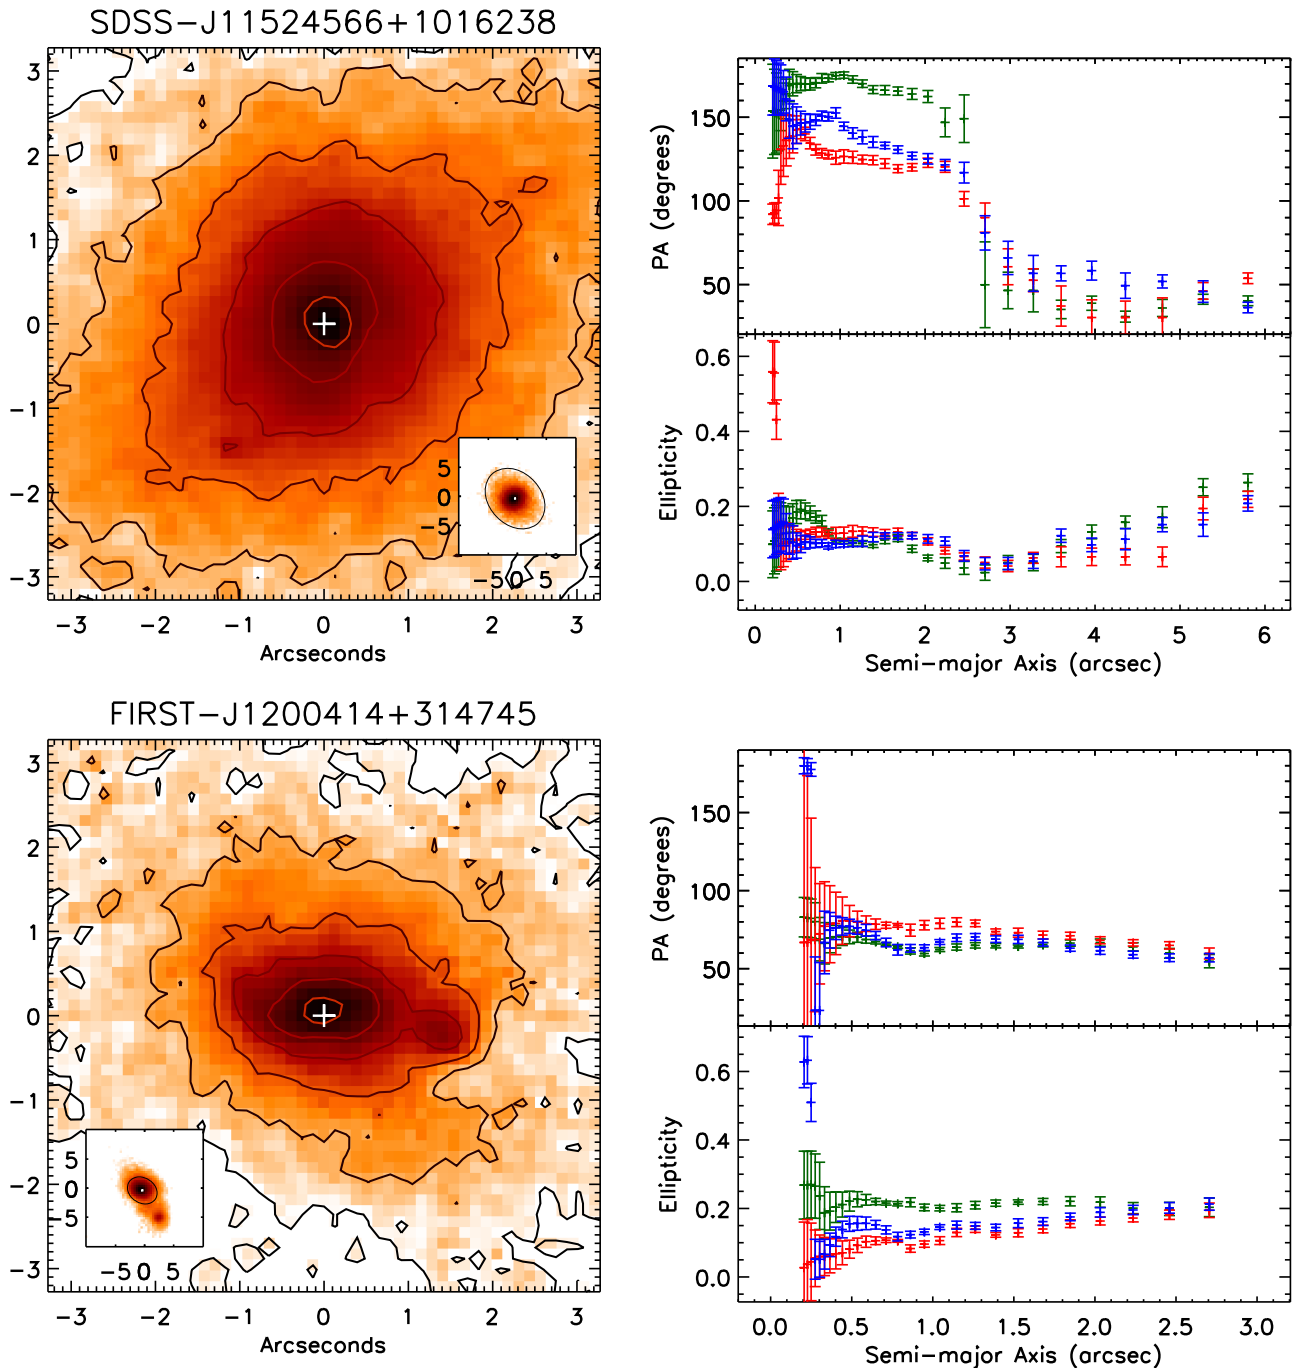 SDSS-J11524566+1016238
3
2
1
0
-1
-2
-3
-3 -2 -1 0 1 2 3
Arcseconds
5
0
-5
-5 0 5
PA (degrees)
150
100
50
Ellipticity
0.6
0.4
0.2
0.0
0 1 2 3 4 5 6
Semi-major Axis (arcsec)
FIRST-J1200414+314745
3
2
1
0
-1
-2
-3
-3 -2 -1 0 1 2 3
Arcseconds
5
0
-5
-5 0 5
PA (degrees)
150
100
50
Ellipticity
0.6
0.4
0.2
0.0
0.0 0.5 1.0 1.5 2.0 2.5 3.0
Semi-major Axis (arcsec)